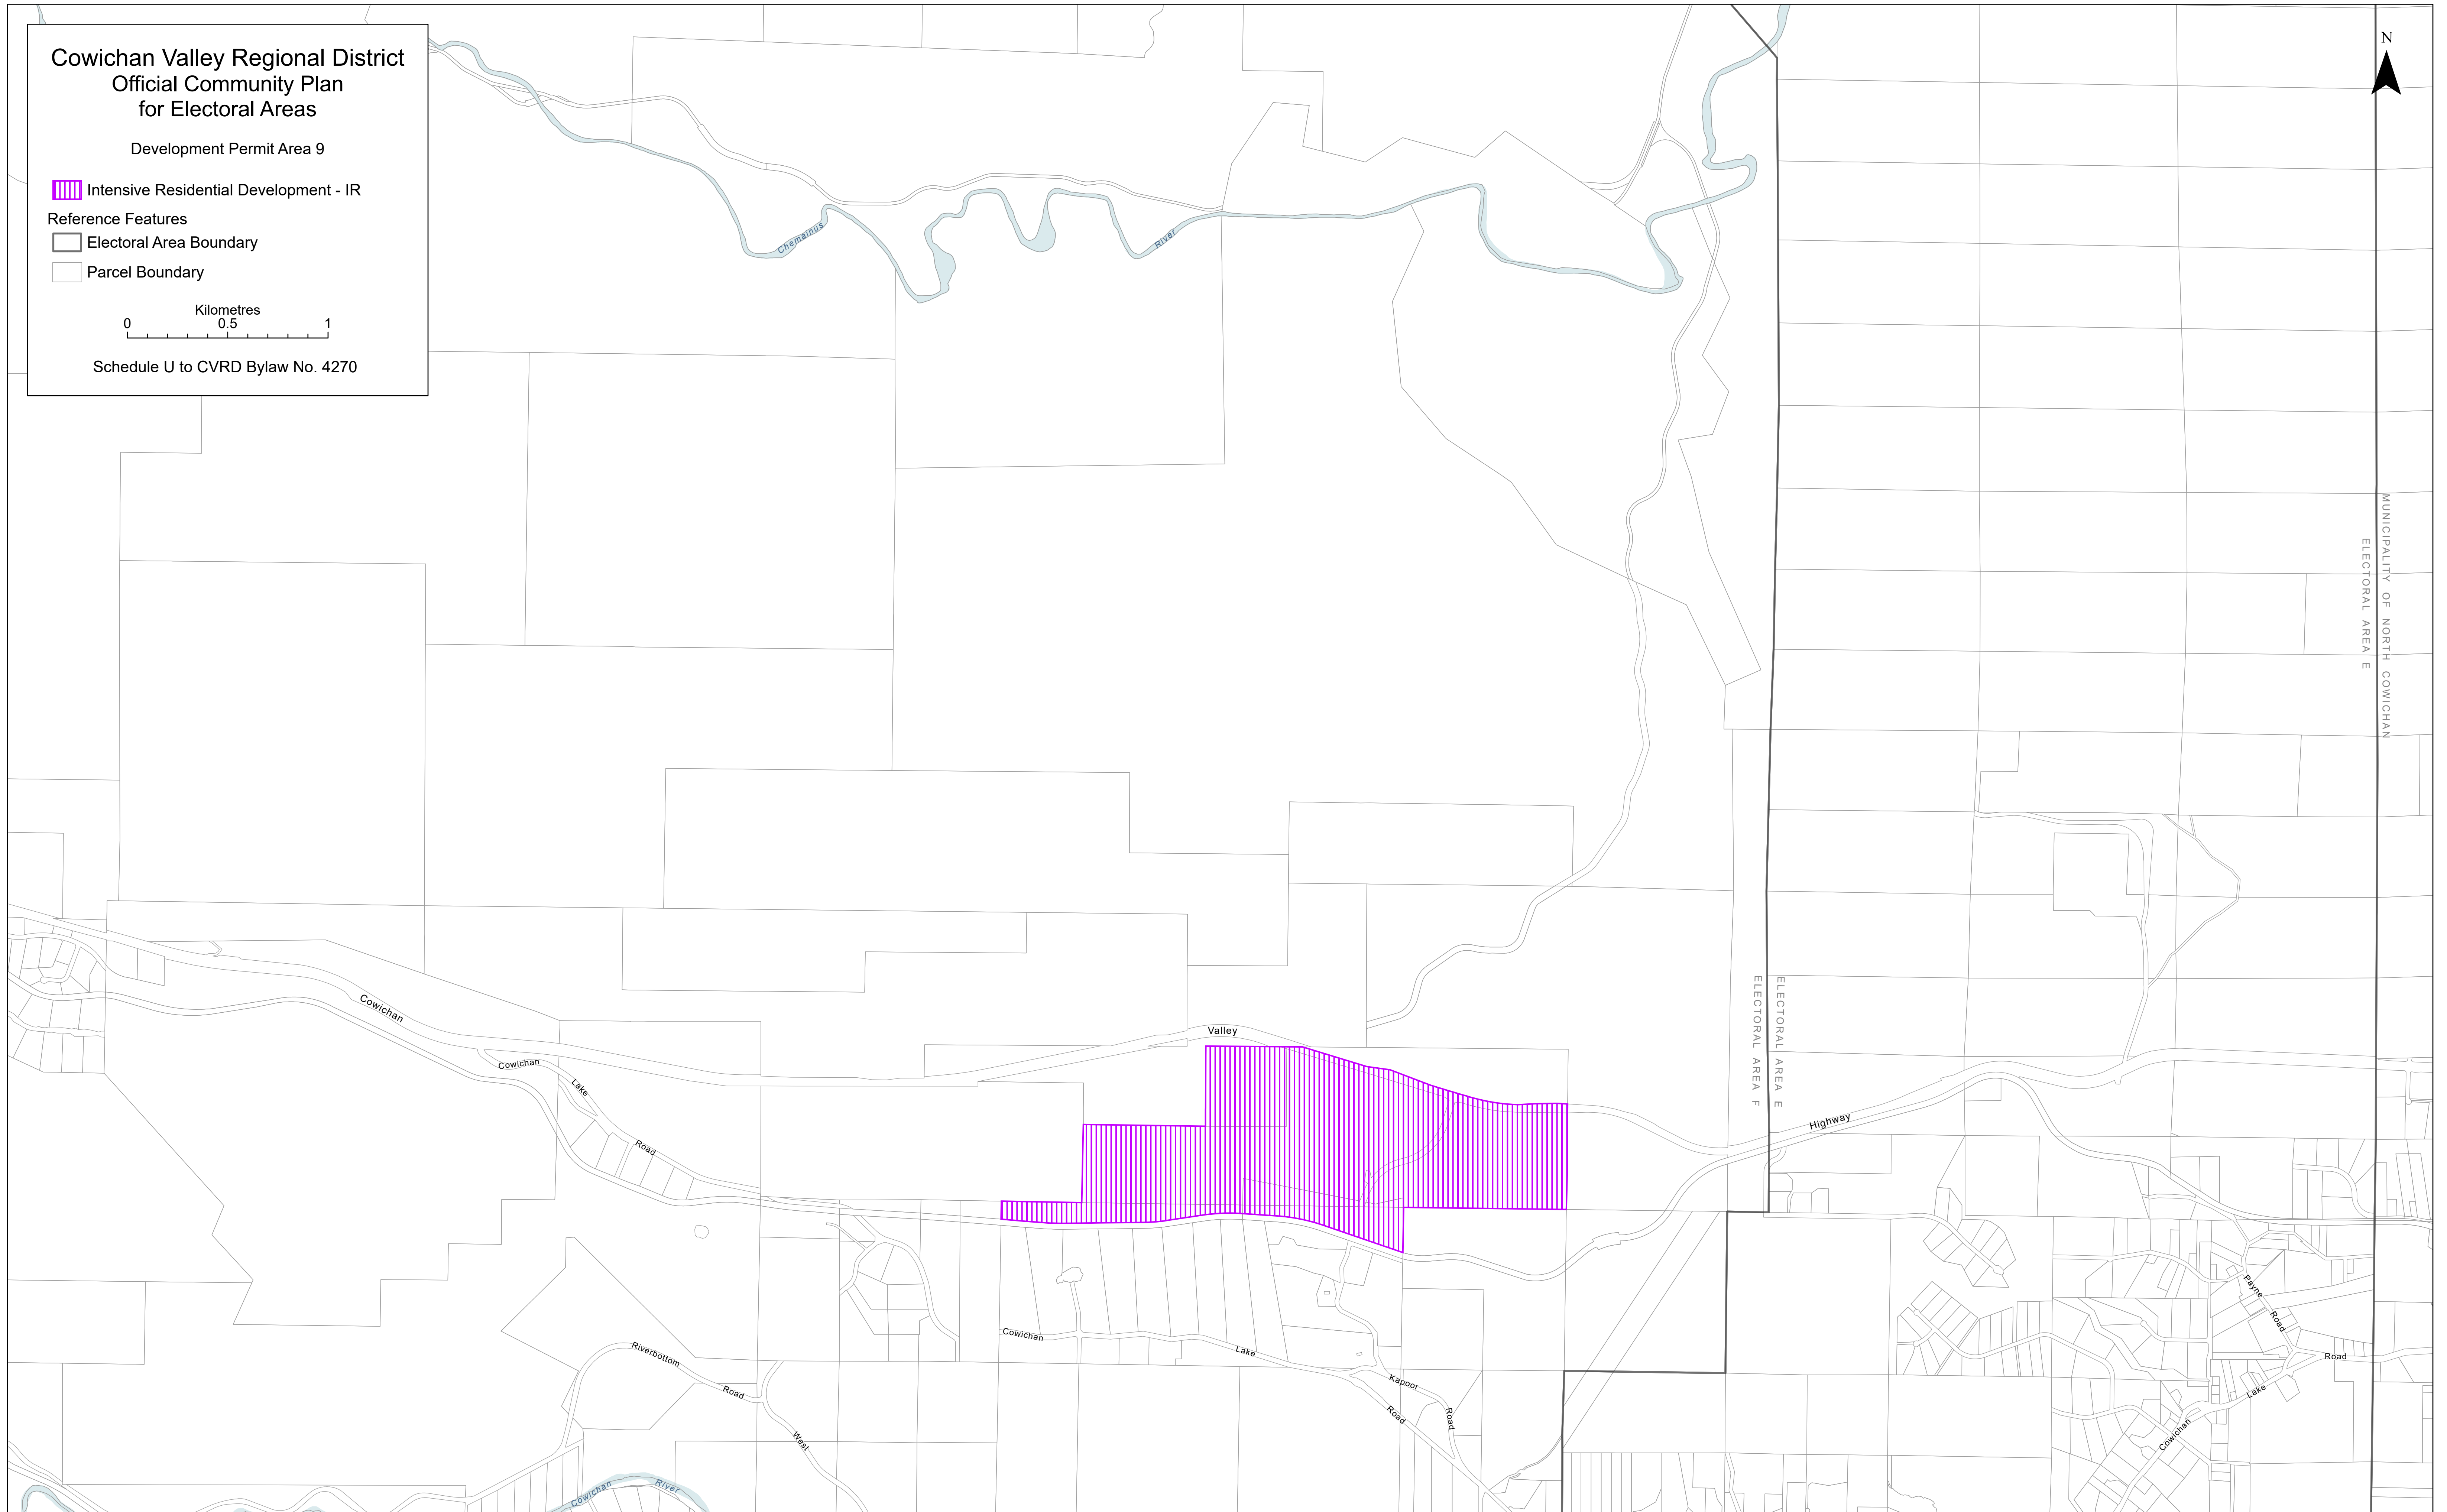 Cowichan Valley Regional District
Official Community Plan
for Electoral Areas
Development Permit Area 9
Intensive Residential Development - IR
Reference Features
Electoral Area Boundary
Parcel Boundary
Kilometres
0 0.5 1
Schedule U to CVRD Bylaw No. 4270
N
Chemainus
River
MUNICIPALITY OF NORTH COWICHAN
ELECTORAL AREA E
Cowichan
Valley
Highway
ELECTORAL AREA F
ELECTORAL AREA E
Cowichan
Lake
Road
Cowichan
Lake
Road
Kapoor
Road
Riverbottom
Road
West
Cowichan
River
Payne
Road
Cowichan
Lake
Road